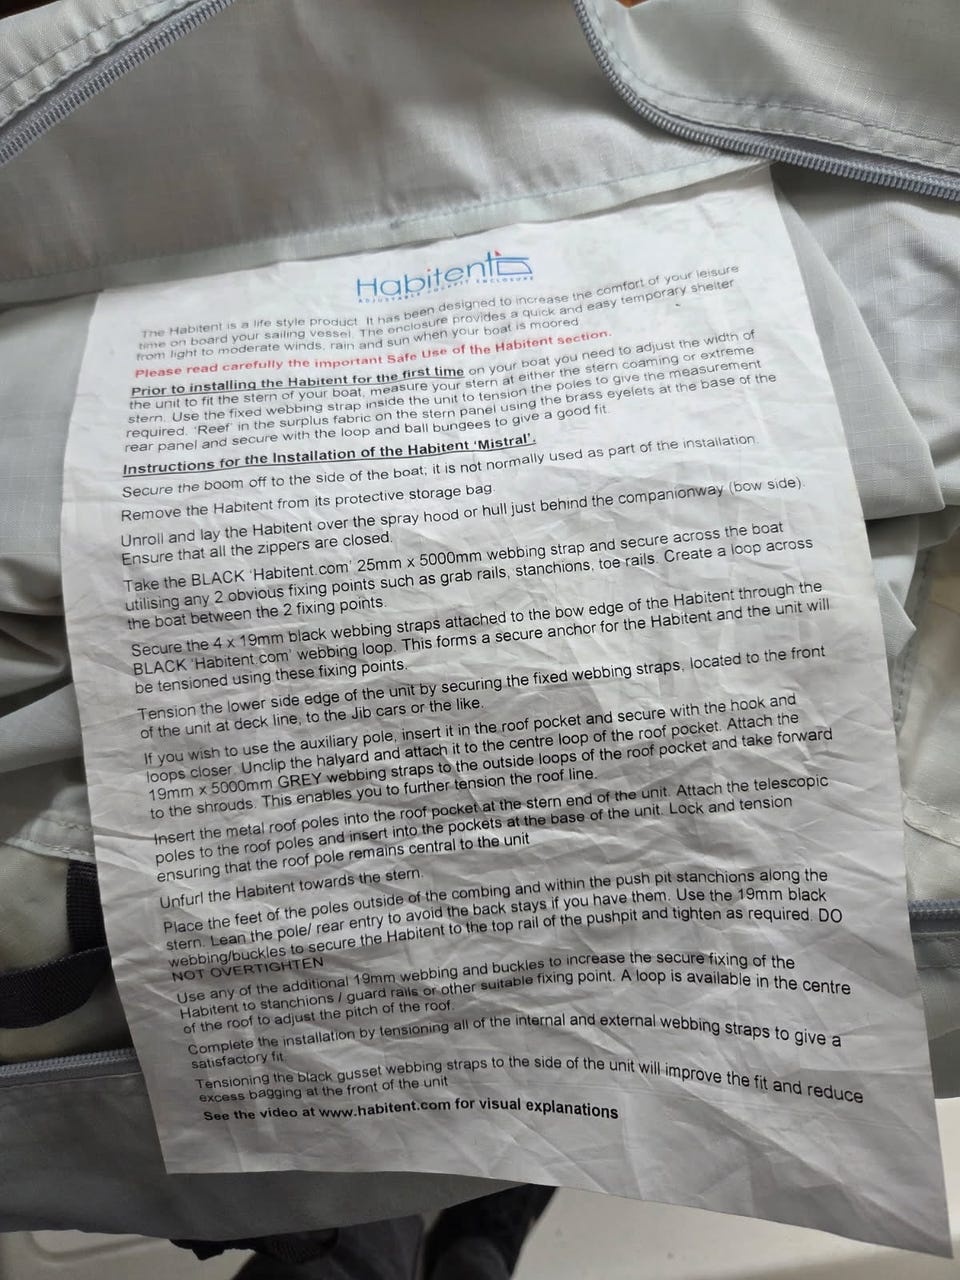 Habitent
ADJUSTABLE COCKPIT ENCLOSURE
The Habitent is a life style product. It has been designed to increase the comfort of your leisure
time on board your sailing vessel. The enclosure provides a quick and easy temporary shelter
from light to moderate winds, rain and sun when your boat is moored
Please read carefully the important Safe Use of the Habitent section.
Prior to installing the Habitent for the first time on your boat you need to adjust the width of
the unit to fit the stern of your boat, measure your stern at either the stern coaming or extreme
stern. Use the fixed webbing strap inside the unit to tension the poles to give the measurement
required. 'Reef' in the surplus fabric on the stern panel using the brass eyelets at the base of the
rear panel and secure with the loop and ball bungees to give a good fit.
Instructions for the Installation of the Habitent 'Mistral'.
Secure the boom off to the side of the boat; it is not normally used as part of the installation.
Remove the Habitent from its protective storage bag.
Unroll and lay the Habitent over the spray hood or hull just behind the companionway (bow side).
Ensure that all the zippers are closed.
Take the BLACK 'Habitent.com' 25mm x 5000mm webbing strap and secure across the boat
utilising any 2 obvious fixing points such as grab rails, stanchions, toe rails. Create a loop across
the boat between the 2 fixing points.
Secure the 4 x 19mm black webbing straps attached to the bow edge of the Habitent through the
BLACK 'Habitent.com' webbing loop. This forms a secure anchor for the Habitent and the unit will
be tensioned using these fixing points.
Tension the lower side edge of the unit by securing the fixed webbing straps, located to the front
of the unit at deck line, to the Jib cars or the like.
If you wish to use the auxiliary pole, insert it in the roof pocket and secure with the hook and
loops closer. Unclip the halyard and attach it to the centre loop of the roof pocket. Attach the
19mm x 5000mm GREY webbing straps to the outside loops of the roof pocket and take forward
to the shrouds. This enables you to further tension the roof line.
Insert the metal roof poles into the roof pocket at the stern end of the unit. Attach the telescopic
poles to the roof poles and insert into the pockets at the base of the unit. Lock and tension
ensuring that the roof pole remains central to the unit
Unfurl the Habitent towards the stern.
Place the feet of the poles outside of the combing and within the push pit stanchions along the
stern. Lean the pole/ rear entry to avoid the back stays if you have them. Use the 19mm black
webbing/buckles to secure the Habitent to the top rail of the pushpit and tighten as required. DO
NOT OVERTIGHTEN
Use any of the additional 19mm webbing and buckles to increase the secure fixing of the
Habitent to stanchions / guard rails or other suitable fixing point. A loop is available in the centre
of the roof to adjust the pitch of the roof.
Complete the installation by tensioning all of the internal and external webbing straps to give a
satisfactory fit.
Tensioning the black gusset webbing straps to the side of the unit will improve the fit and reduce
excess bagging at the front of the unit
See the video at www.habitent.com for visual explanations